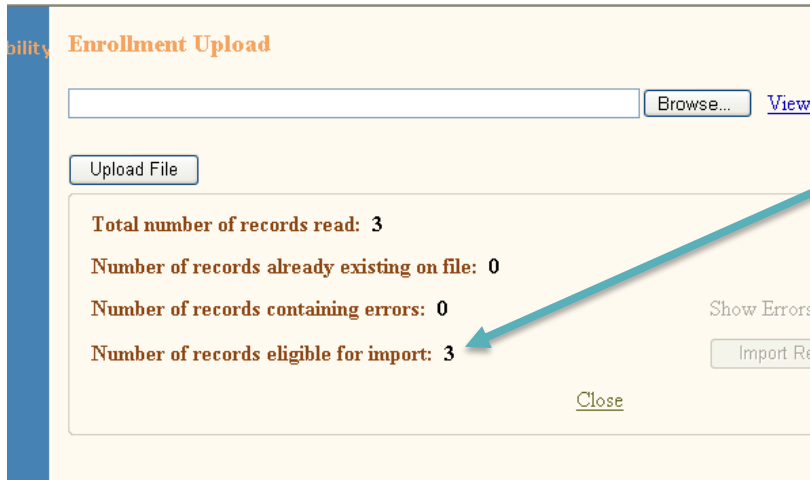 bility
Enrollment Upload
Browse... View
Upload File
Total number of records read: 3
Number of records already existing on file: 0
Number of records containing errors: 0 Show Errors
Number of records eligible for import: 3 Import Re
Close